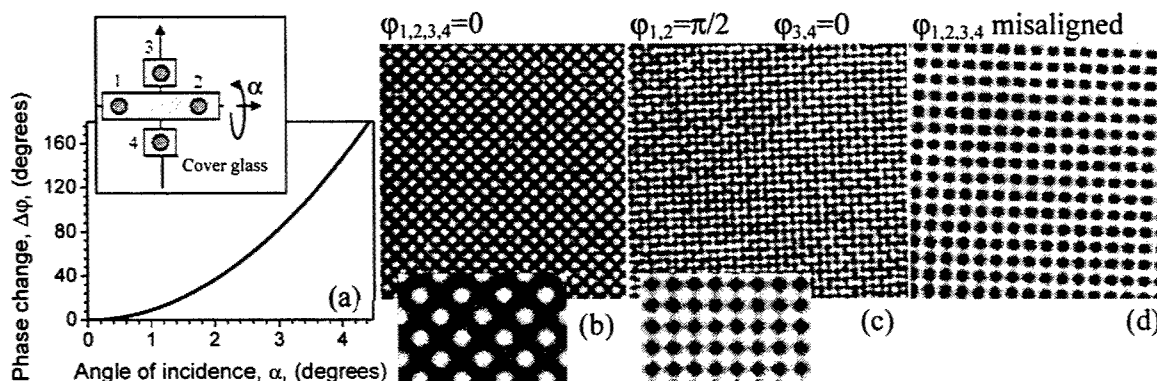 φ1,2,3,4=0
φ1,2=π/2 φ3,4=0
φ1,2,3,4 misaligned
3
1 2 α
4
Cover glass
Phase change, Δφ, (degrees)
160
120
80
40
0
0 1 2 3 4
Angle of incidence, α, (degrees)
(a)
(b)
(c)
(d)